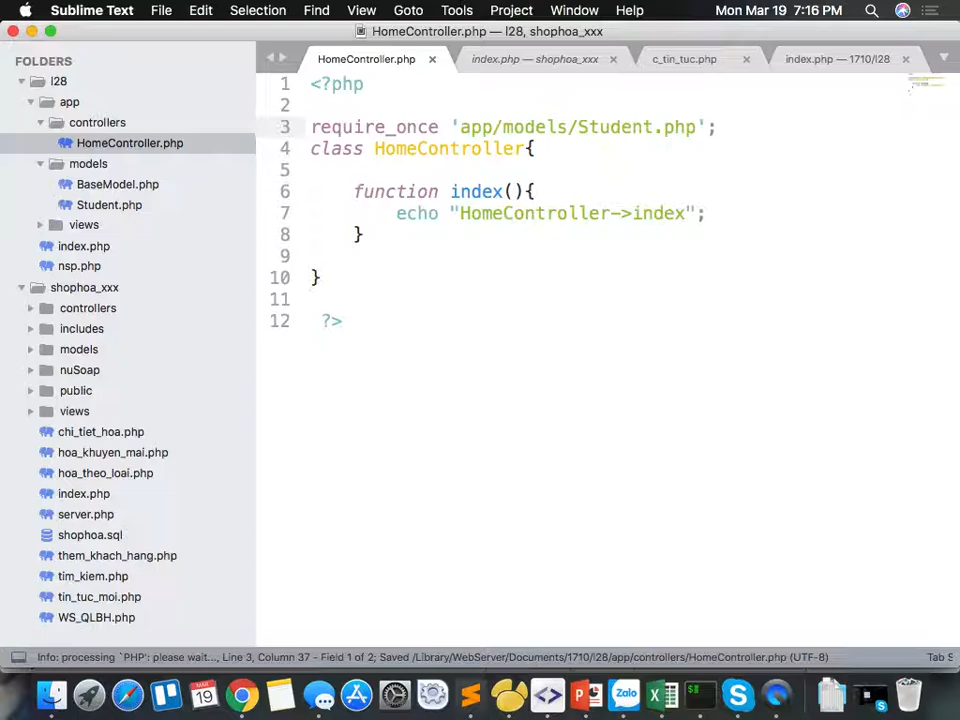 Sublime Text File Edit Selection Find View Goto Tools Project Window Help Mon Mar 19 7:16 PM
HomeController.php — l28, shophoa_xxx
FOLDERS
l28
app
controllers
HomeController.php
models
BaseModel.php
Student.php
views
index.php
nsp.php
shophoa_xxx
controllers
includes
models
nuSoap
public
views
chi_tiet_hoa.php
hoa_khuyen_mai.php
hoa_theo_loai.php
index.php
server.php
shophoa.sql
them_khach_hang.php
tim_kiem.php
tin_tuc_moi.php
WS_QLBH.php
HomeController.php index.php — shophoa_xxx c_tin_tuc.php index.php — 1710/l28
1 <?php
2
3 require_once 'app/models/Student.php';
4 class HomeController{
5
6 function index(){
7 echo "HomeController->index";
8 }
9
10 }
11
12 ?>
Info: processing `PHP': please wait..., Line 3, Column 37 - Field 1 of 2; Saved /Library/WebServer/Documents/1710/l28/app/controllers/HomeController.php (UTF-8) Tab S
19
Zalo